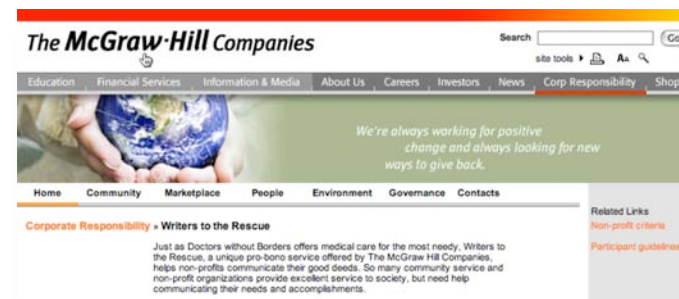 The McGraw·Hill Companies
Search
site tools
AA
Education Financial Services Information & Media About Us Careers Investors News Corp Responsibility Shop
We're always working for positive
change and always looking for new
ways to give back.
Home Community Marketplace People Environment Governance Contacts
Corporate Responsibility » Writers to the Rescue
Just as Doctors without Borders offers medical care for the most needy, Writers to
the Rescue, a unique pro-bono service offered by The McGraw Hill Companies,
helps non-profits communicate their good deeds. So many community service and
non-profit organizations provide excellent service to society, but need help
communicating their needs and accomplishments.
Related Links
Non-profit criteria
Participant guidelines